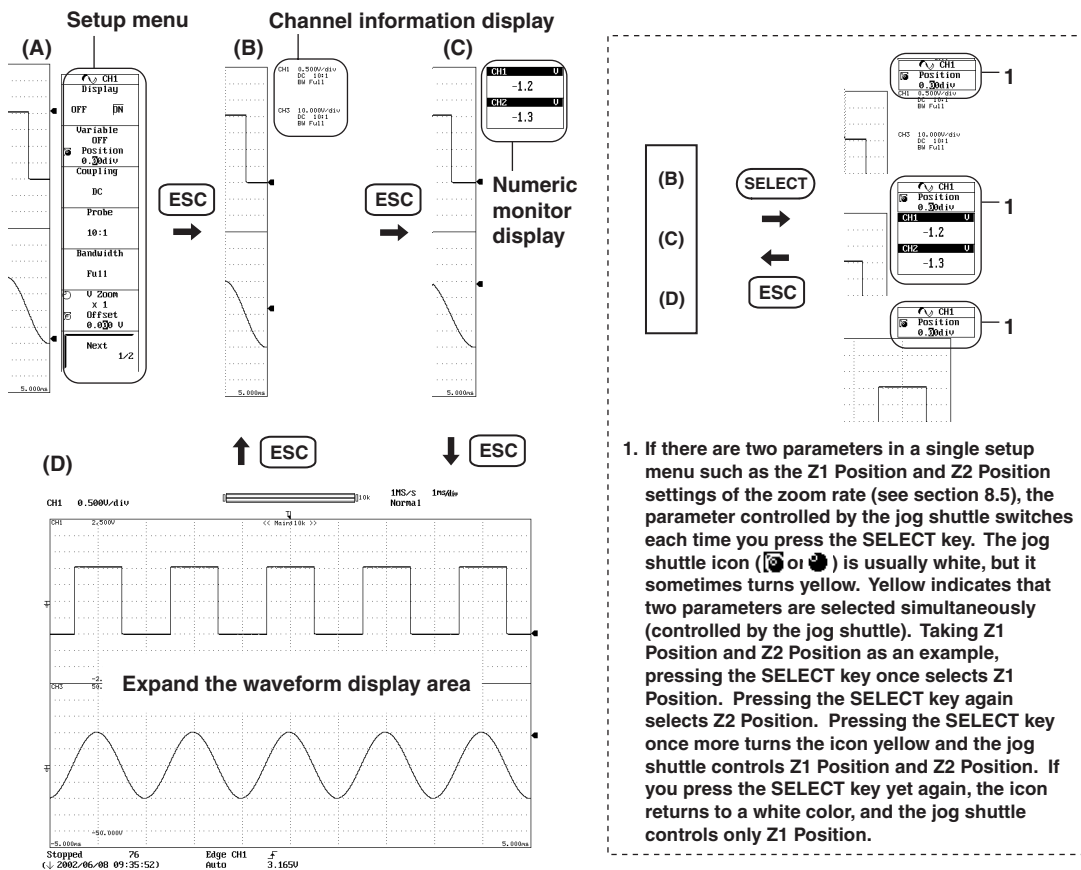 Setup menu
Channel information display
(A)
CH1
Display
OFF ON
Variable
OFF
Position
0.00div
Coupling
DC
Probe
10:1
Bandwidth
Full
V Zoom
x 1
Offset
0.000 V
Next
1/2
5.000ms
ESC
(B)
CH1 0.500V/div
DC 10:1
BW Full
CH3 10.000V/div
DC 10:1
BW Full
5.000ms
ESC
(C)
CH1 V
-1.2
CH2 V
-1.3
Numeric
monitor
display
5.000ms
ESC
ESC
(D)
CH1 0.500V/div
10k
1MS/s 1ms/div
Normal
CH1 2.500V
<< Main:10k >>
-2.
CH3 50.
Expand the waveform display area
-50.000V
-5.000ms
5.000ms
Stopped 76
Edge CH1
(↓ 2002/06/08 09:35:52)
Auto 3.165V
(B)
(C)
(D)
SELECT
ESC
CH1
Position
0.00div
1
CH1 0.500V/div
DC 10:1
BW Full
CH3 10.000V/div
DC 10:1
BW Full
CH1
Position
0.00div
1
CH1 V
-1.2
CH2 V
-1.3
CH1
Position
0.00div
1
1. If there are two parameters in a single setup
menu such as the Z1 Position and Z2 Position
settings of the zoom rate (see section 8.5), the
parameter controlled by the jog shuttle switches
each time you press the SELECT key. The jog
shuttle icon ( or ) is usually white, but it
sometimes turns yellow. Yellow indicates that
two parameters are selected simultaneously
(controlled by the jog shuttle). Taking Z1
Position and Z2 Position as an example,
pressing the SELECT key once selects Z1
Position. Pressing the SELECT key again
selects Z2 Position. Pressing the SELECT key
once more turns the icon yellow and the jog
shuttle controls Z1 Position and Z2 Position. If
you press the SELECT key yet again, the icon
returns to a white color, and the jog shuttle
controls only Z1 Position.